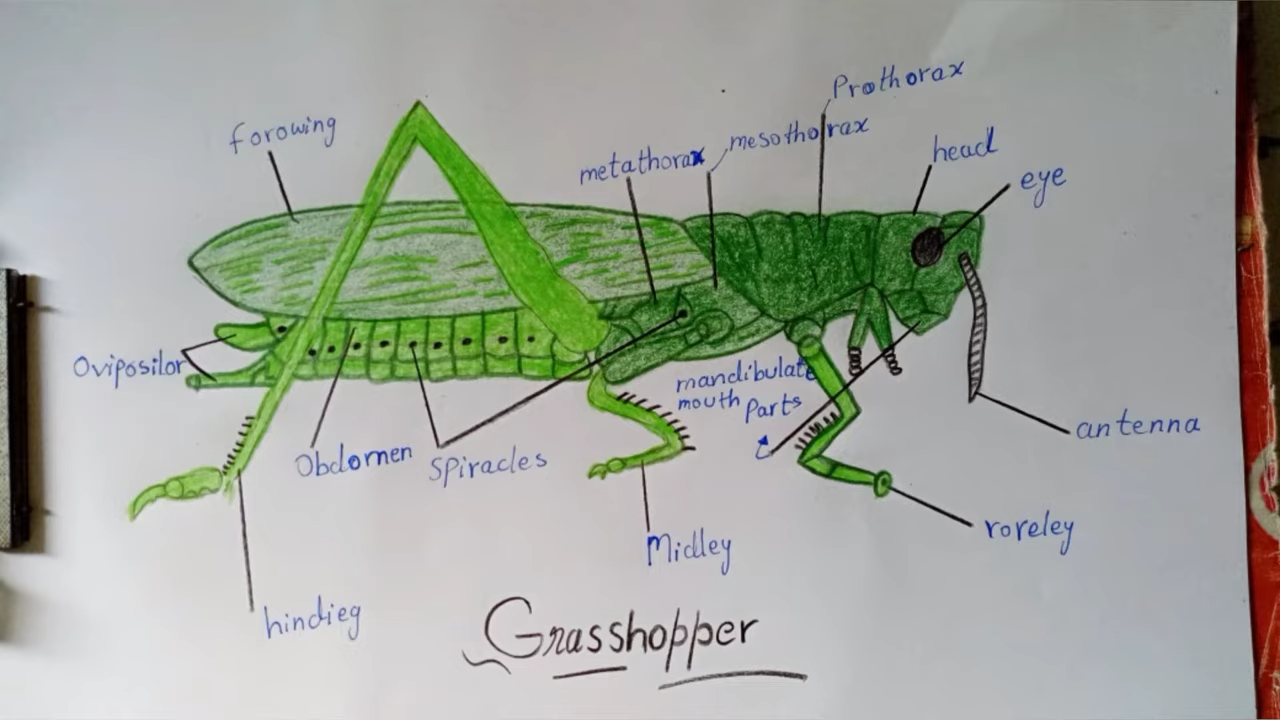 Prothorax
forowing
mesothorax
metathorax
head
eye
Oviposilor
mandibulate
mouth Parts
antenna
Obdomen
Spiracles
roreley
Midley
hindieg
Grasshopper